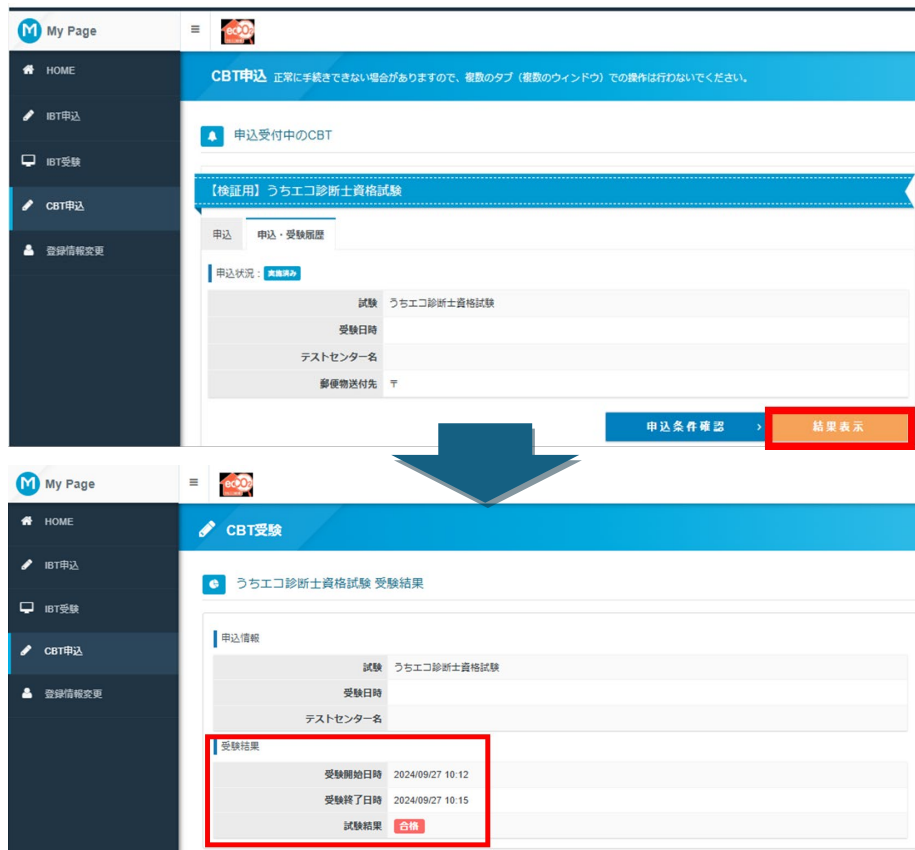 M My Page
ecCO2
HOME
IBT申込
IBT受験
CBT申込
登録情報変更
CBT申込 正常に手続きできない場合がありますので、複数のタブ（複数のウィンドウ）での操作は行わないでください。
申込受付中のCBT
【検証用】うちエコ診断士資格試験
申込 申込・受験履歴
申込状況： 実施済み
試験 うちエコ診断士資格試験
受験日時
テストセンター名
郵便物送付先 〒
申込条件確認 > 結果表示
M My Page
ecCO2
HOME
IBT申込
IBT受験
CBT申込
登録情報変更
CBT受験
うちエコ診断士資格試験 受験結果
申込情報
試験 うちエコ診断士資格試験
受験日時
テストセンター名
受験結果
受験開始日時 2024/09/27 10:12
受験終了日時 2024/09/27 10:15
試験結果 合格